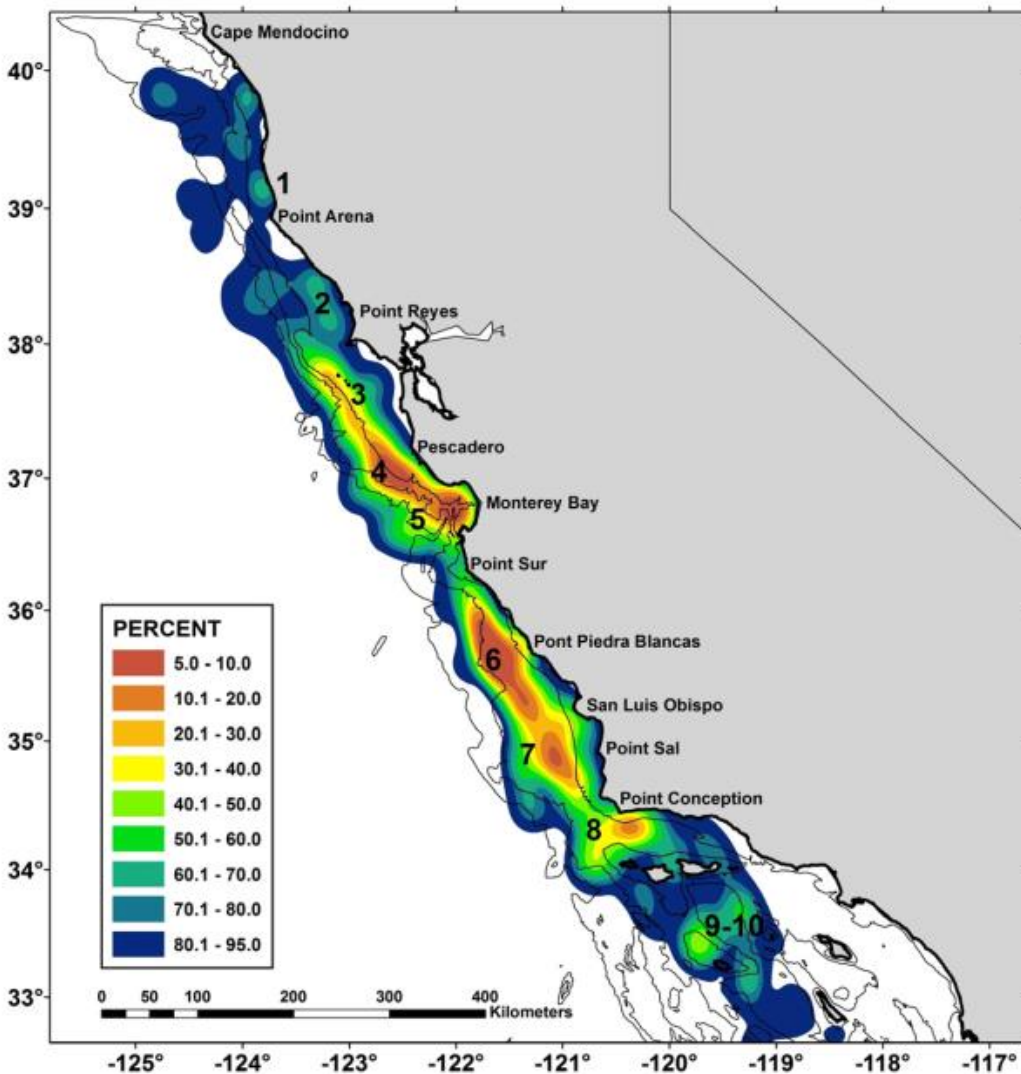 Cape Mendocino
40°
1
39°
Point Arena
2
Point Reyes
38°
3
Pescadero
37°
4
Monterey Bay
5
Point Sur
36°
PERCENT
5.0 - 10.0
10.1 - 20.0
20.1 - 30.0
30.1 - 40.0
40.1 - 50.0
50.1 - 60.0
60.1 - 70.0
70.1 - 80.0
80.1 - 95.0
Pont Piedra Blancas
6
San Luis Obispo
35°
7
Point Sal
Point Conception
8
34°
9-10
33°
0 50 100 200 300 400
Kilometers
-125° -124° -123° -122° -121° -120° -119° -118° -117°